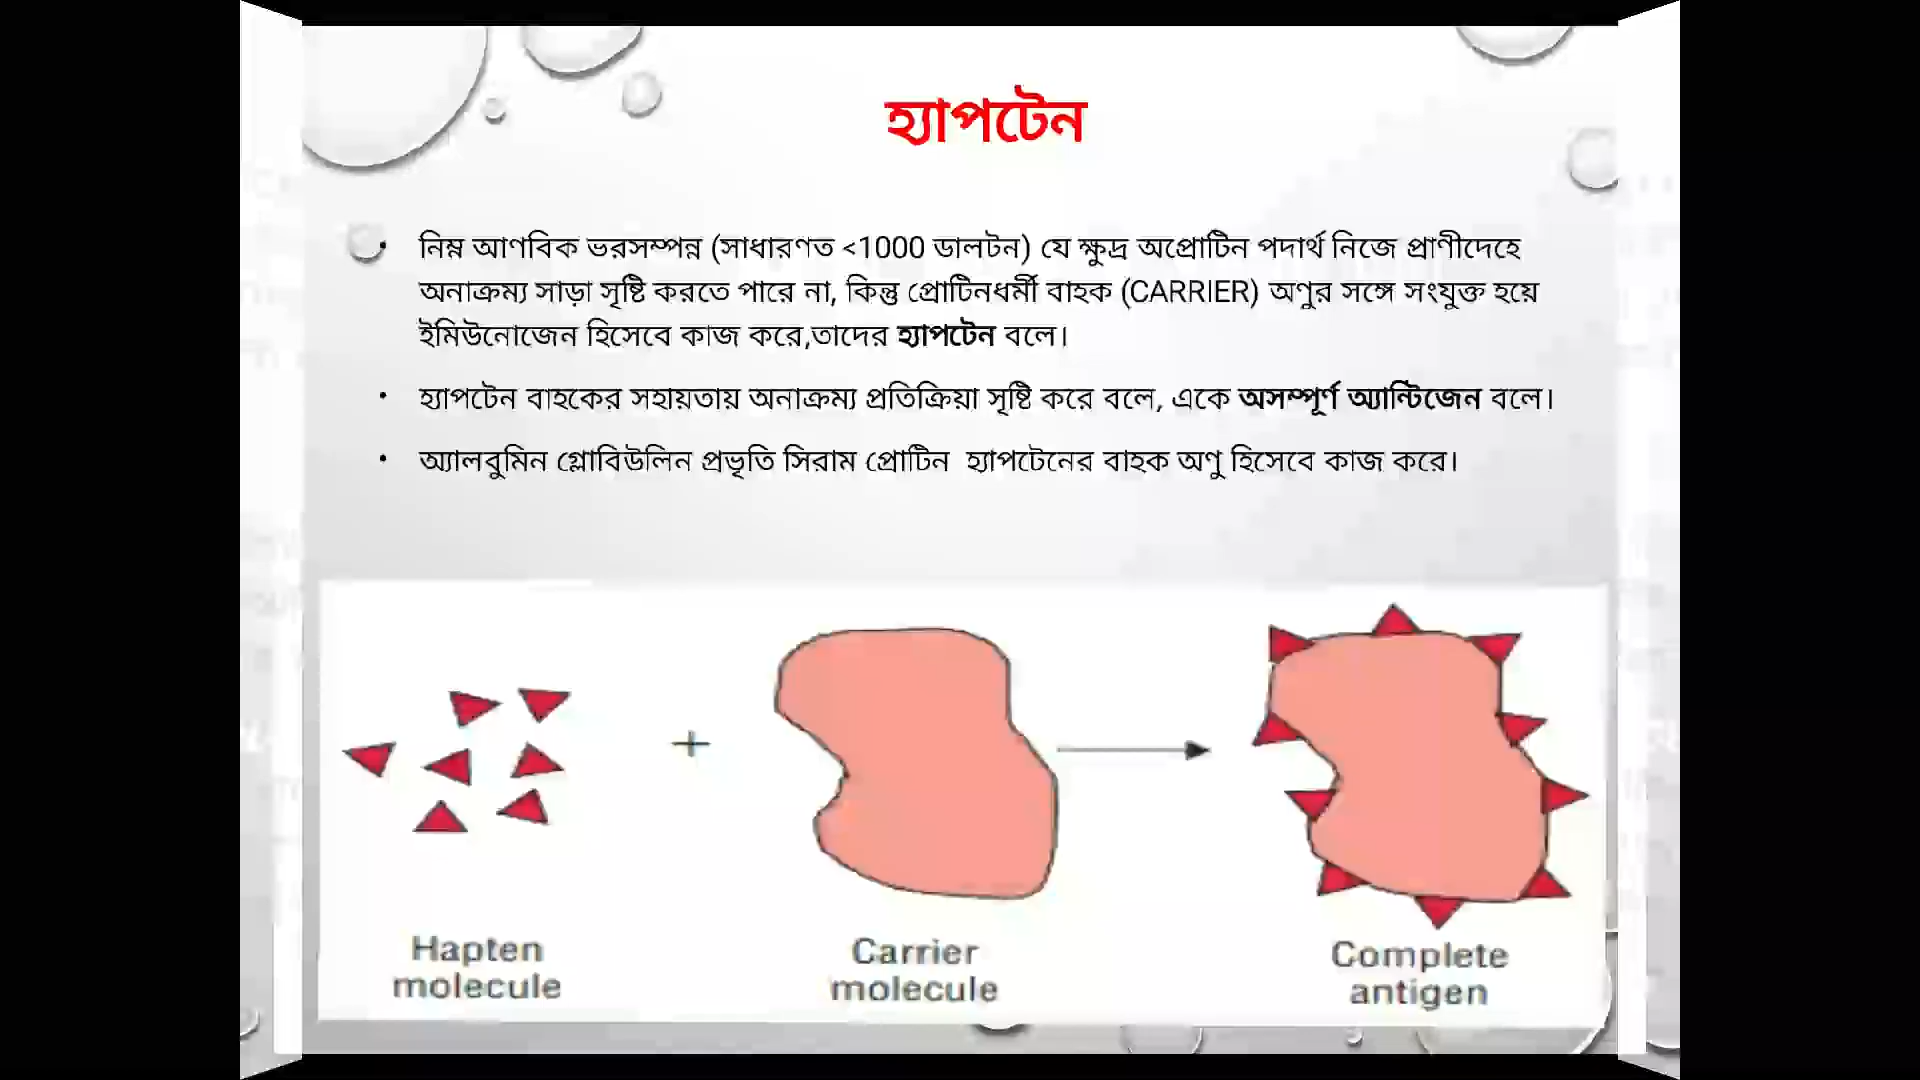 হ্যাপটেন
• নিম্ন আণবিক ভরসম্পন্ন (সাধারণত <1000 ডালটন) যে ক্ষুদ্র অপ্রোটিন পদার্থ নিজে প্রাণীদেহে
অনাক্রম্য সাড়া সৃষ্টি করতে পারে না, কিন্তু প্রোটিনধর্মী বাহক (CARRIER) অণুর সঙ্গে সংযুক্ত হয়ে
ইমিউনোজেন হিসেবে কাজ করে,তাদের হ্যাপটেন বলে।
• হ্যাপটেন বাহকের সহায়তায় অনাক্রম্য প্রতিক্রিয়া সৃষ্টি করে বলে, একে অসম্পূর্ণ অ্যান্টিজেন বলে।
• অ্যালবুমিন গ্লোবিউলিন প্রভৃতি সিরাম প্রোটিন হ্যাপটেনের বাহক অণু হিসেবে কাজ করে।
+
Hapten
molecule
Carrier
molecule
Complete
antigen